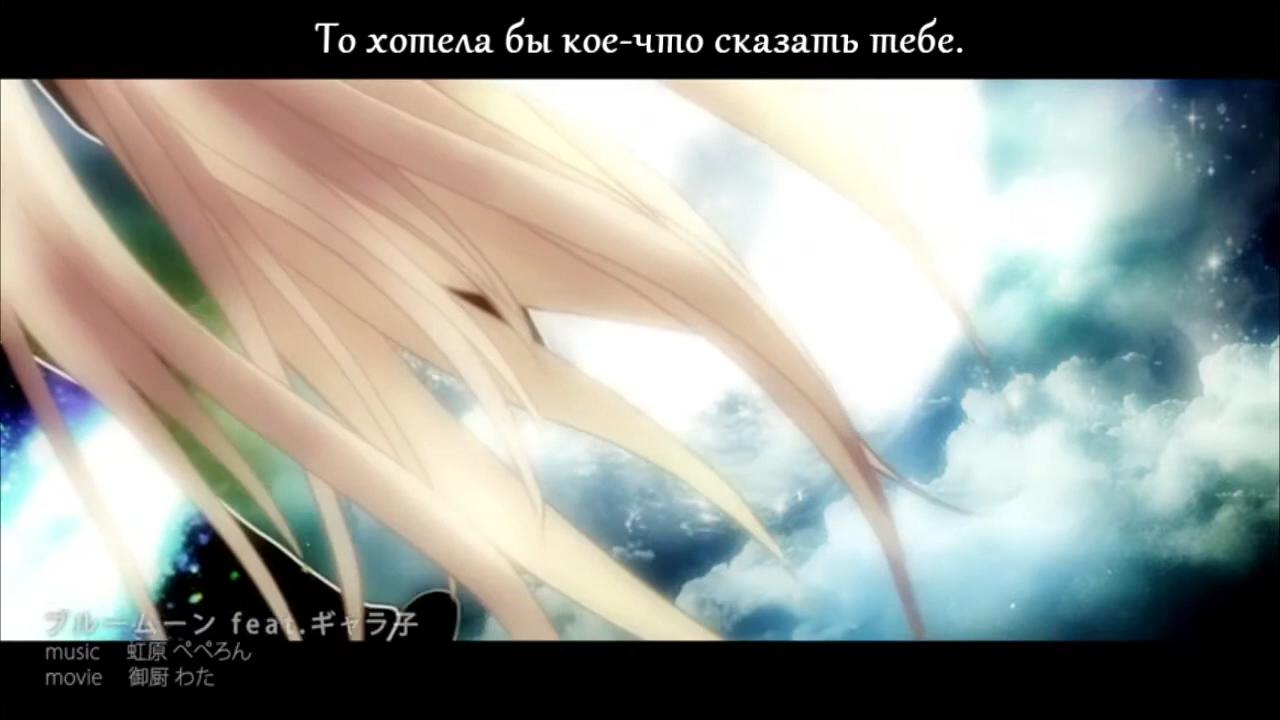 То хотела бы кое-что сказать тебе.
ブルームーン feat.ギャラ子
music 虹原 ぺぺろん
movie 御厨 わた